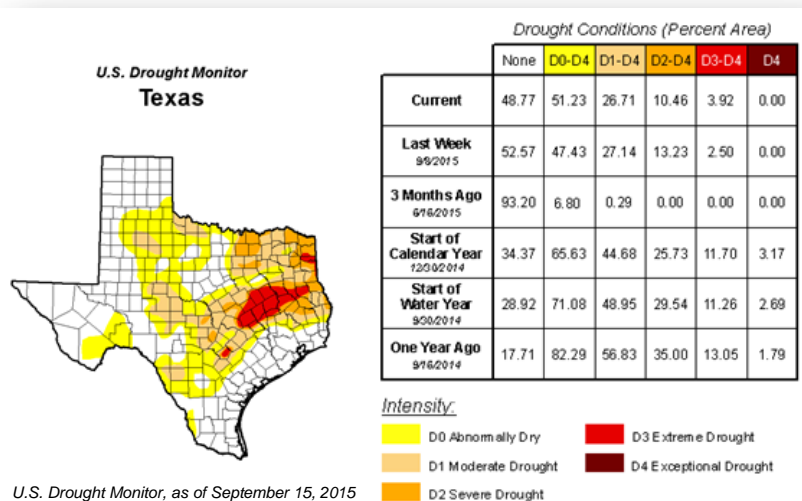 U.S. Drought Monitor
Texas
U.S. Drought Monitor, as of September 15, 2015
Drought Conditions (Percent Area)
None D0-D4 D1-D4 D2-D4 D3-D4 D4
Current 48.77 51.23 26.71 10.46 3.92 0.00
Last Week
9/8/2015 52.57 47.43 27.14 13.23 2.50 0.00
3 Months Ago
6/16/2015 93.20 6.80 0.29 0.00 0.00 0.00
Start of
Calendar Year
12/30/2014 34.37 65.63 44.68 25.73 11.70 3.17
Start of
Water Year
9/30/2014 28.92 71.08 48.95 29.54 11.26 2.69
One Year Ago
9/16/2014 17.71 82.29 56.83 35.00 13.05 1.79
Intensity:
D0 Abnormally Dry
D1 Moderate Drought
D2 Severe Drought
D3 Extreme Drought
D4 Exceptional Drought